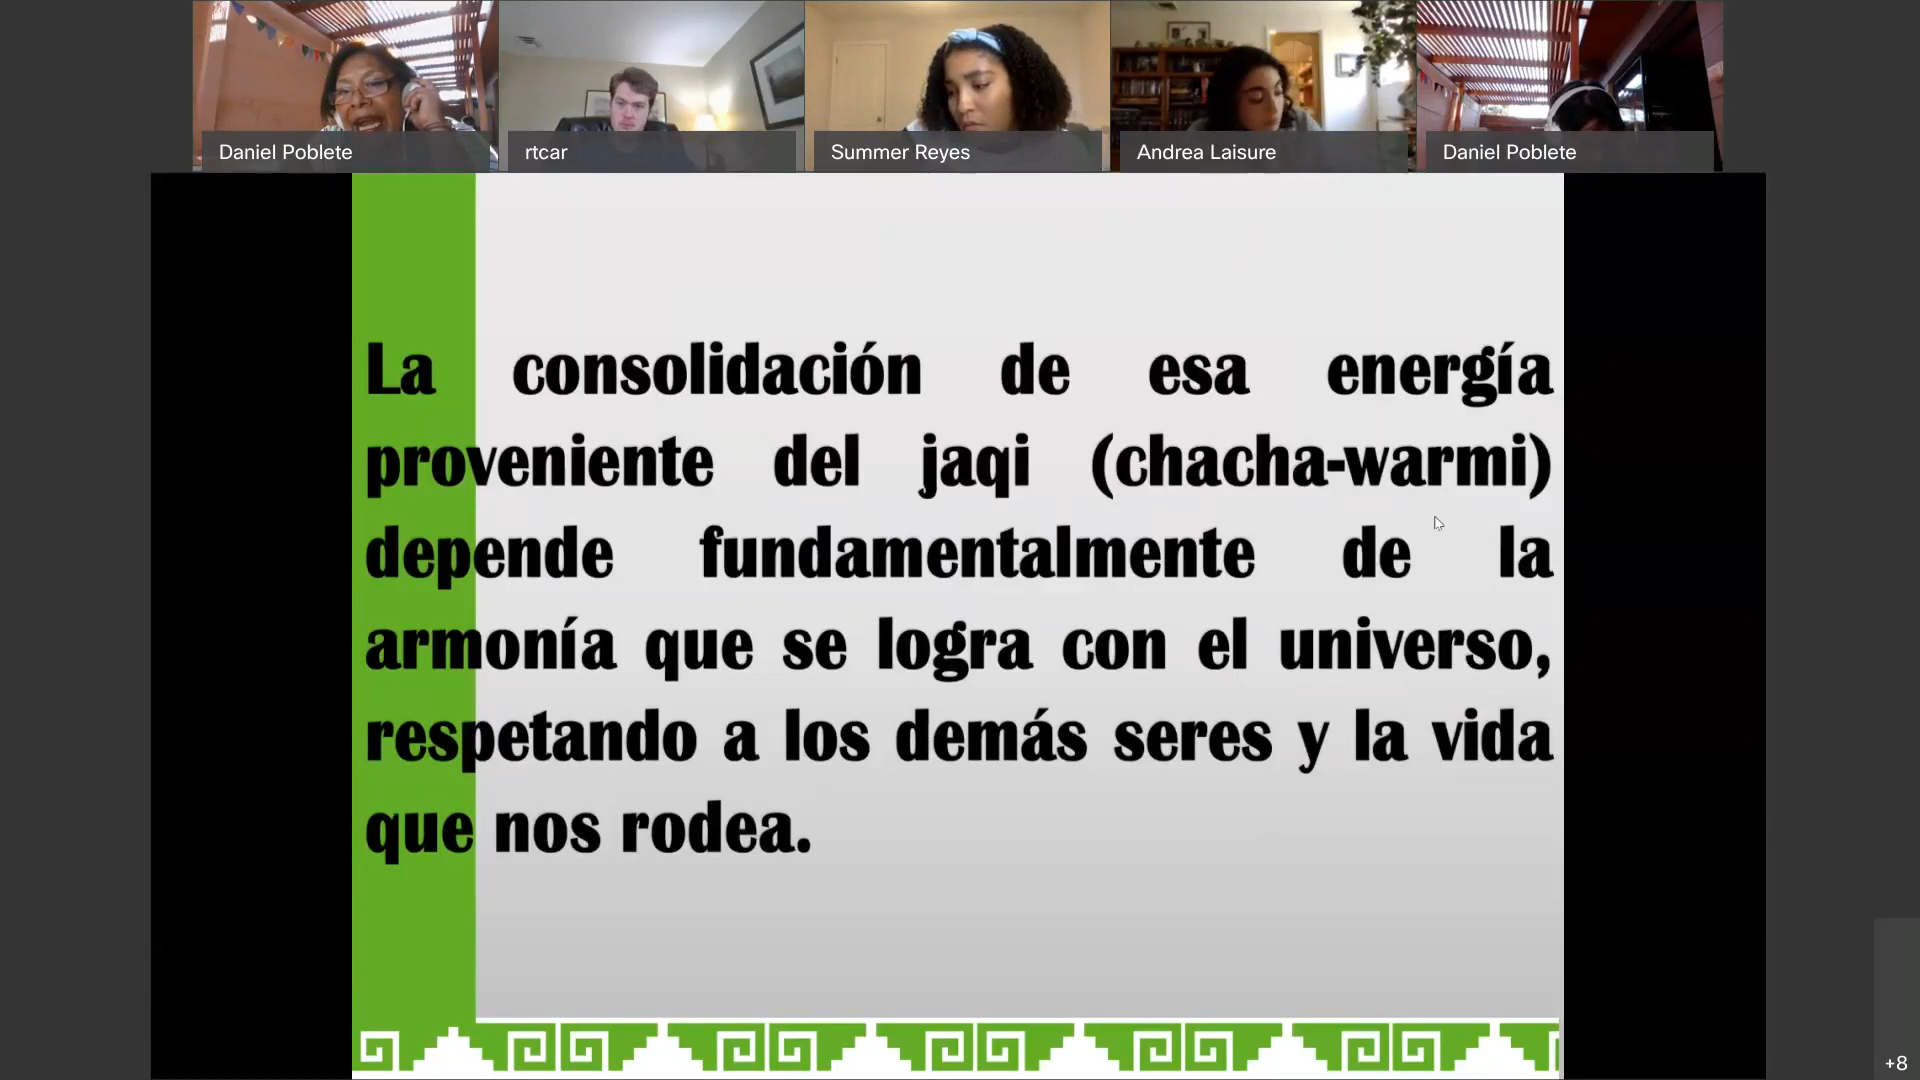 Daniel Poblete
rtcar
Summer Reyes
Andrea Laisure
Daniel Poblete
La consolidación de esa energía
proveniente del jaqi (chacha-warmi)
depende fundamentalmente de la
armonía que se logra con el universo,
respetando a los demás seres y la vida
que nos rodea.
+8